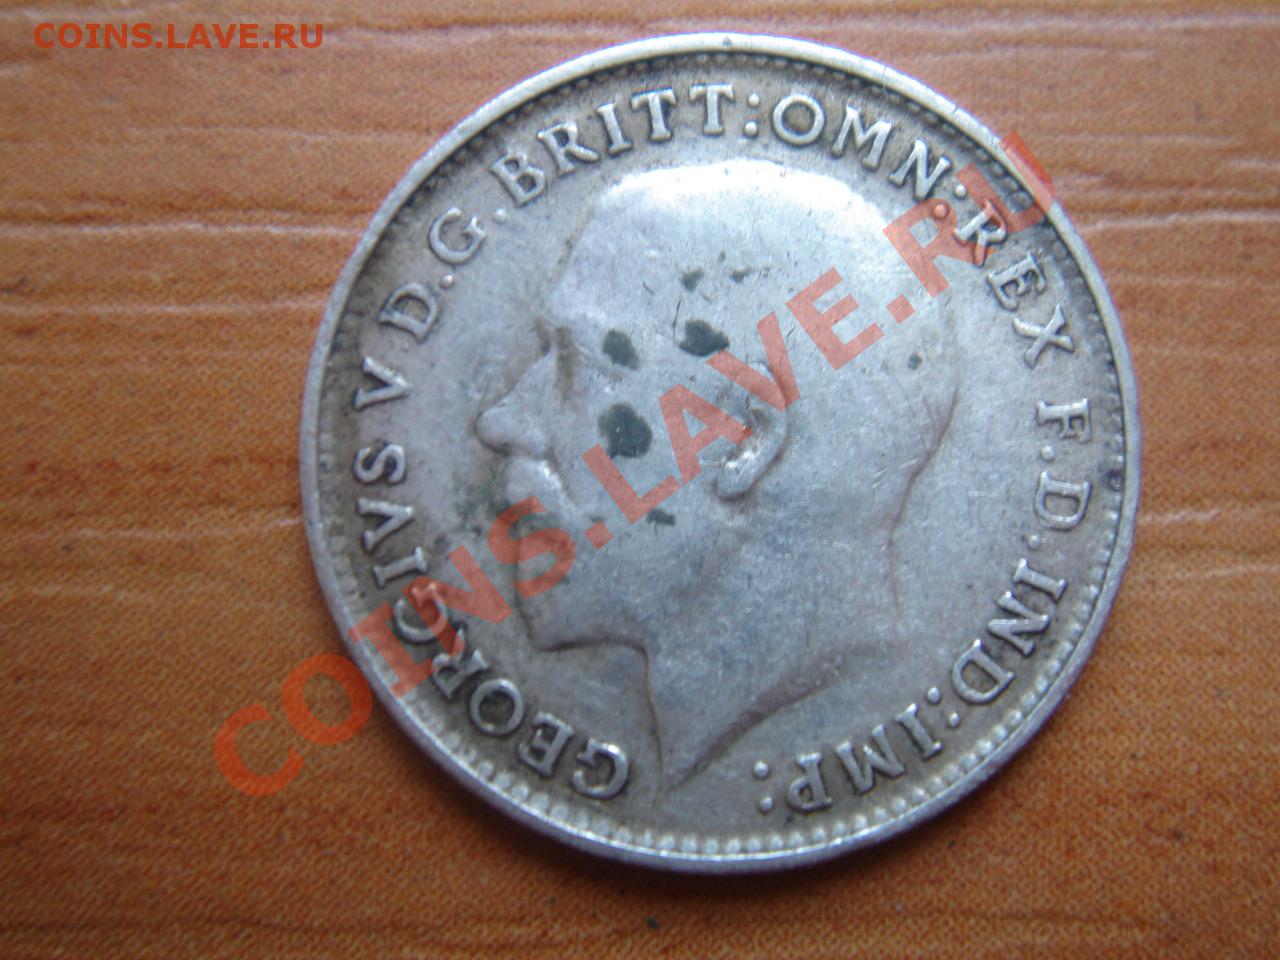 COINS.LAVE.RU
GEORGIVS V D.G.BRITT:OMN:REX F.D.IND:IMP:
COINS.LAVE.RU